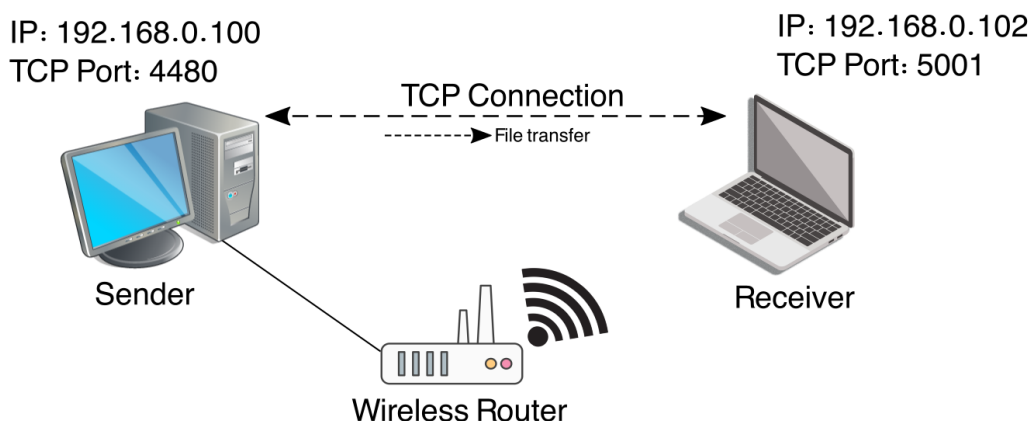 IP: 192.168.0.100
TCP Port: 4480
IP: 192.168.0.102
TCP Port: 5001
TCP Connection
File transfer
Sender
Receiver
Wireless Router